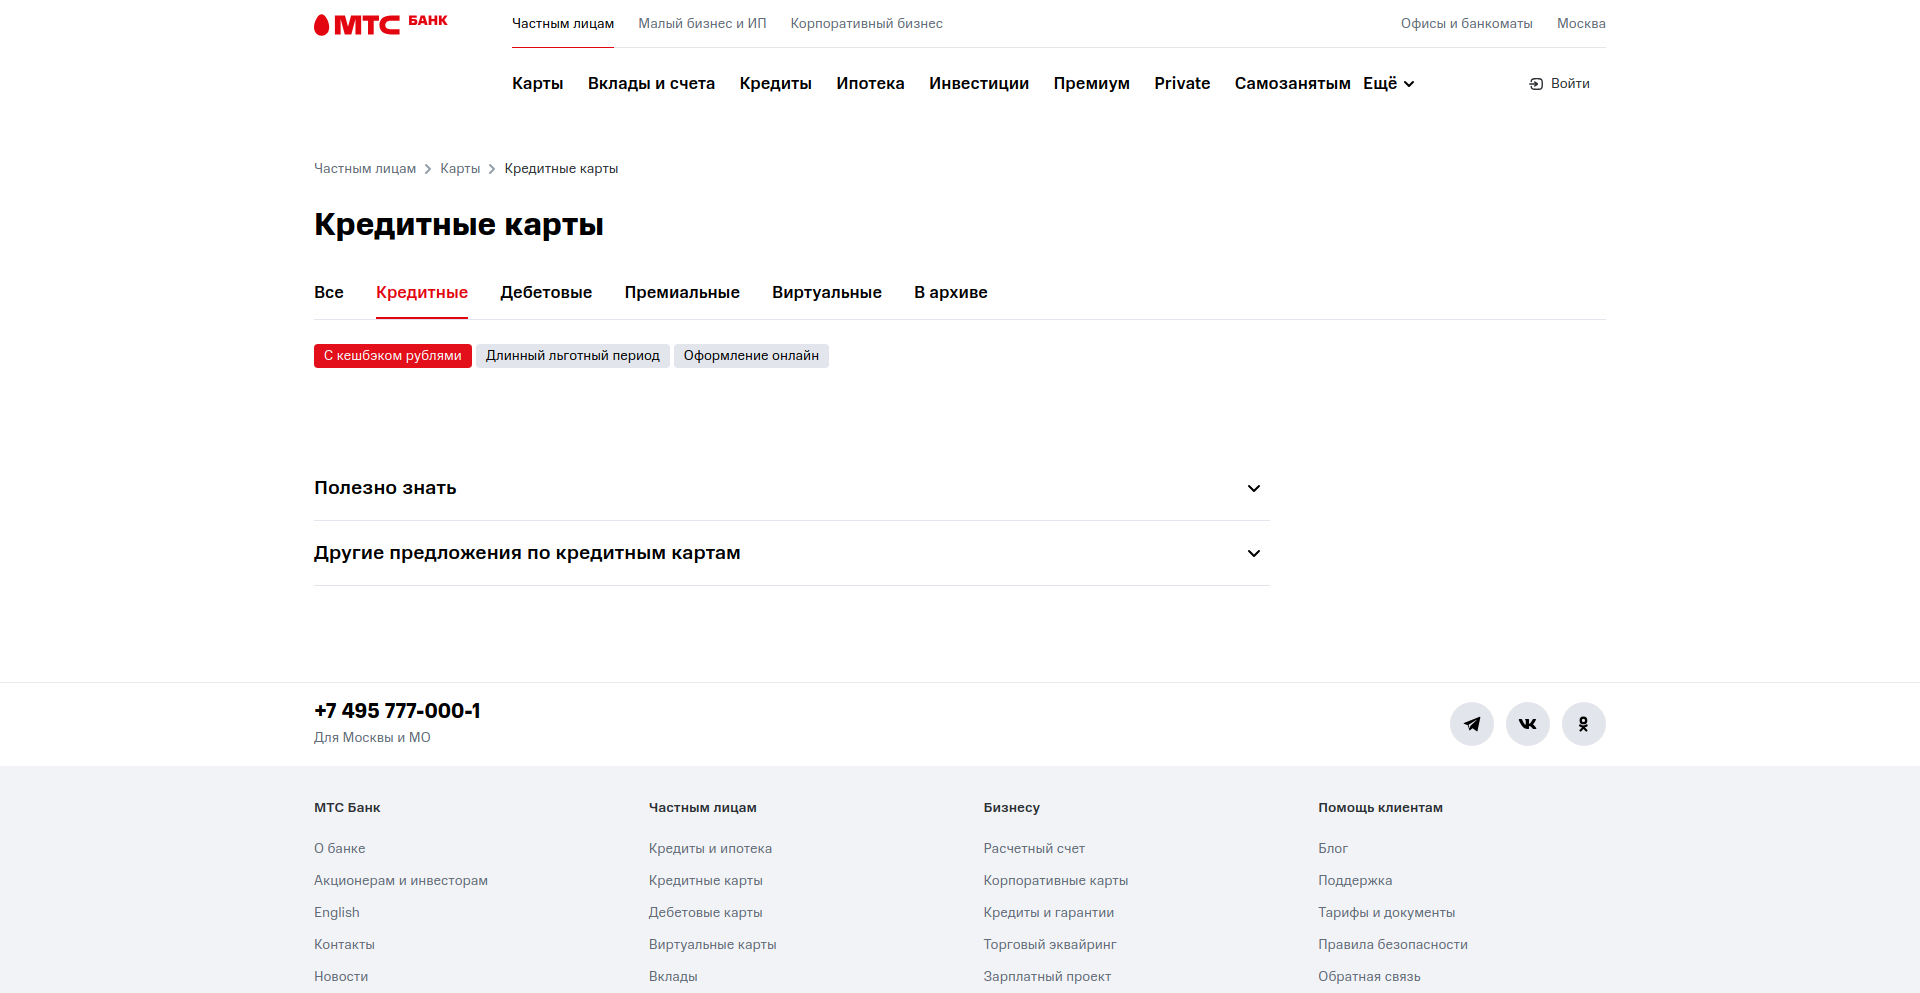 МТС БАНК
Частным лицам Малый бизнес и ИП Корпоративный бизнес Офисы и банкоматы Москва
Карты Вклады и счета Кредиты Ипотека Инвестиции Премиум Private Самозанятым Ещё Войти
Частным лицам Карты Кредитные карты
Кредитные карты
Все Кредитные Дебетовые Премиальные Виртуальные В архиве
С кешбэком рублями Длинный льготный период Оформление онлайн
Полезно знать
Другие предложения по кредитным картам
+7 495 777-000-1
Для Москвы и МО
МТС Банк Частным лицам Бизнесу Помощь клиентам
О банке Кредиты и ипотека Расчетный счет Блог
Акционерам и инвесторам Кредитные карты Корпоративные карты Поддержка
English Дебетовые карты Кредиты и гарантии Тарифы и документы
Контакты Виртуальные карты Торговый эквайринг Правила безопасности
Новости Вклады Зарплатный проект Обратная связь